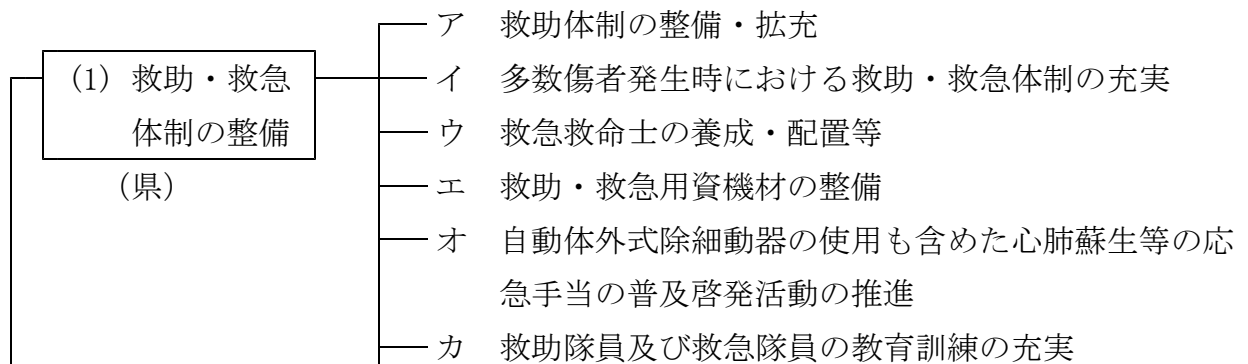 (1) 救助・救急
体制の整備
(県)
ア 救助体制の整備・拡充
イ 多数傷者発生時における救助・救急体制の充実
ウ 救急救命士の養成・配置等
エ 救助・救急用資機材の整備
オ 自動体外式除細動器の使用も含めた心肺蘇生等の応
急手当の普及啓発活動の推進
カ 救助隊員及び救急隊員の教育訓練の充実